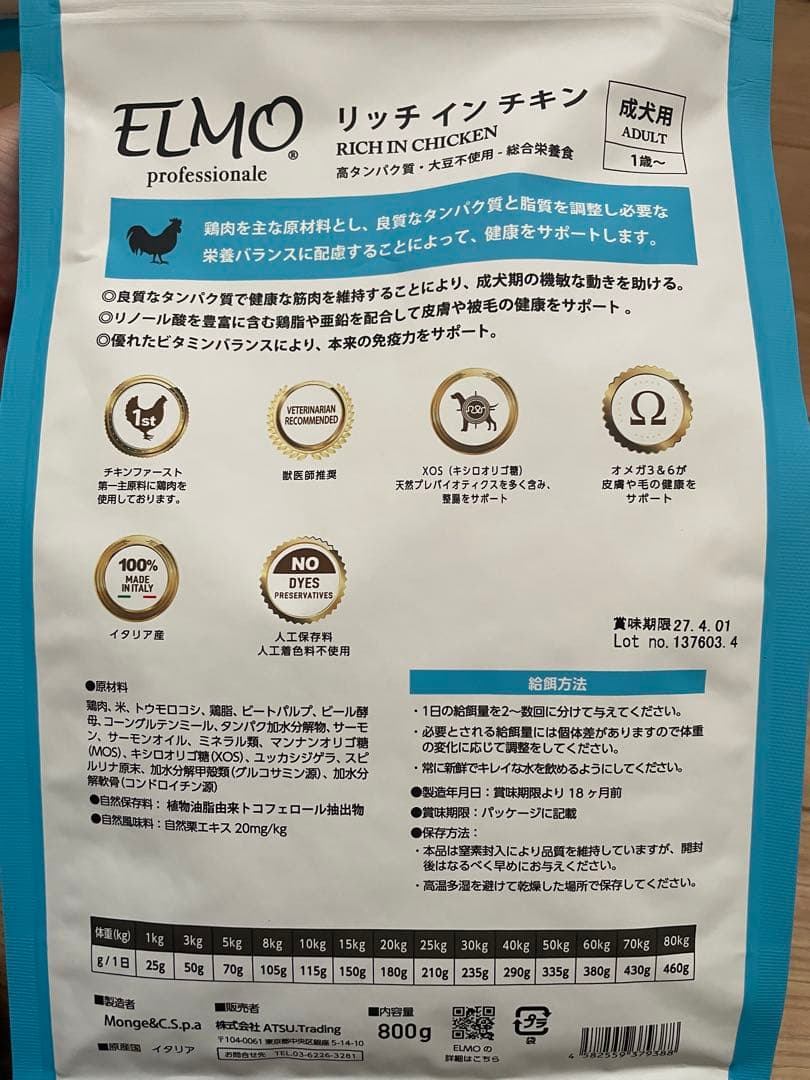 ELMO®
professionale
リッチ イン チキン
RICH IN CHICKEN
高タンパク質・大豆不使用 - 総合栄養食
成犬用
ADULT
1歳～
鶏肉を主な原材料とし、良質なタンパク質と脂質を調整し必要な
栄養バランスに配慮することによって、健康をサポートします。
◎良質なタンパク質で健康な筋肉を維持することにより、成犬期の機敏な動きを助ける。
◎リノール酸を豊富に含む鶏脂や亜鉛を配合して皮膚や被毛の健康をサポート 。
◎優れたビタミンバランスにより、本来の免疫力をサポート。
1st
チキンファースト
第一主原料に鶏肉を
使用しております。
VETERINARIAN
RECOMMENDED
獣医師推奨
XOS（キシロオリゴ糖）
天然プレバイオティクスを多く含み、
整腸をサポート
Ω
オメガ3＆6が
皮膚や毛の健康を
サポート
100%
MADE
IN ITALY
イタリア産
NO
DYES
PRESERVATIVES
人工保存料
人工着色料不使用
賞味期限27.4.01
Lot no.137603.4
●原材料
鶏肉、米、トウモロコシ、鶏脂、ビートパルプ、ビール酵
母、コーングルテンミール、タンパク加水分解物、サーモ
ン、サーモンオイル、ミネラル類、マンナンオリゴ糖
(MOS)、キシロオリゴ糖(XOS)、ユッカシジゲラ、スピ
ルリナ原末、加水分解甲殻類(グルコサミン源)、加水分
解軟骨(コンドロイチン源)
●自然保存料：植物油脂由来トコフェロール抽出物
●自然風味料：自然栗エキス 20mg/kg
給餌方法
・1日の給餌量を2～数回に分けて与えてください。
・必要とされる給餌量には個体差がありますので体重
の変化に応じて調整をしてください。
・常に新鮮でキレイな水を飲めるようにしてください。
●製造年月日：賞味期限より 18 ヶ月前
●賞味期限：パッケージに記載
●保存方法：
・本品は窒素封入により品質を維持していますが、開封
後はなるべく早めにお与えください。
・高温多湿を避けて乾燥した場所で保存してください。
体重(kg) 1kg 3kg 5kg 8kg 10kg 15kg 20kg 25kg 30kg 40kg 50kg 60kg 70kg 80kg
g/1日 25g 50g 70g 105g 115g 150g 180g 210g 235g 290g 335g 380g 430g 460g
■製造者
Monge&C.S.p.a
■原産国 イタリア
■販売者
株式会社 ATSU.Trading
〒104-0061 東京都中央区銀座 5-14-10
お問合せ先 TEL.03-6226-3281
■内容量
800g
ELMO の
詳細はこちら
プラ
袋
4 582559 379388